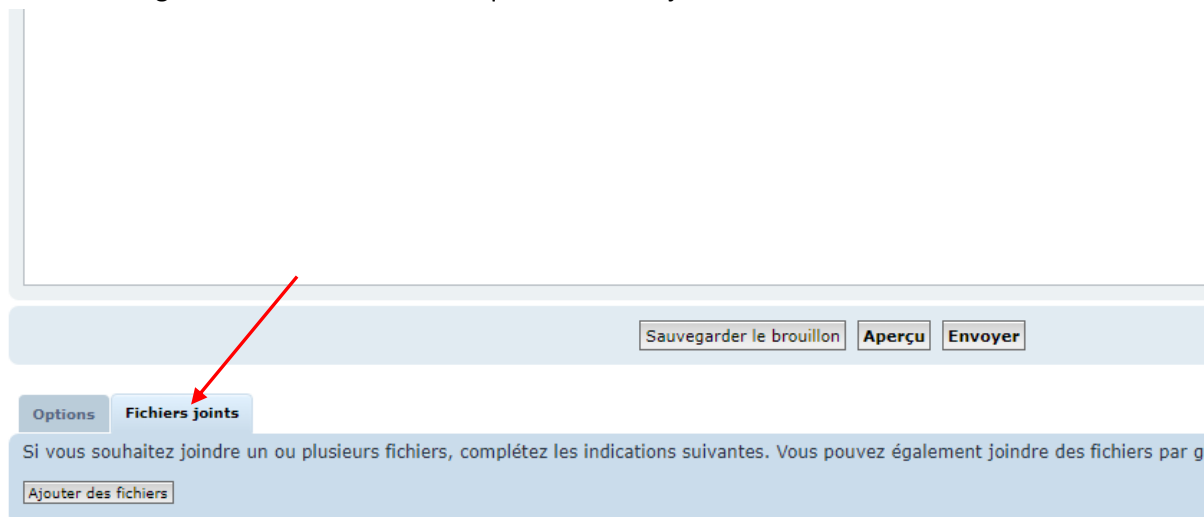 Sauvegarder le brouillon Aperçu Envoyer
Options Fichiers joints
Si vous souhaitez joindre un ou plusieurs fichiers, complétez les indications suivantes. Vous pouvez également joindre des fichiers par g
Ajouter des fichiers